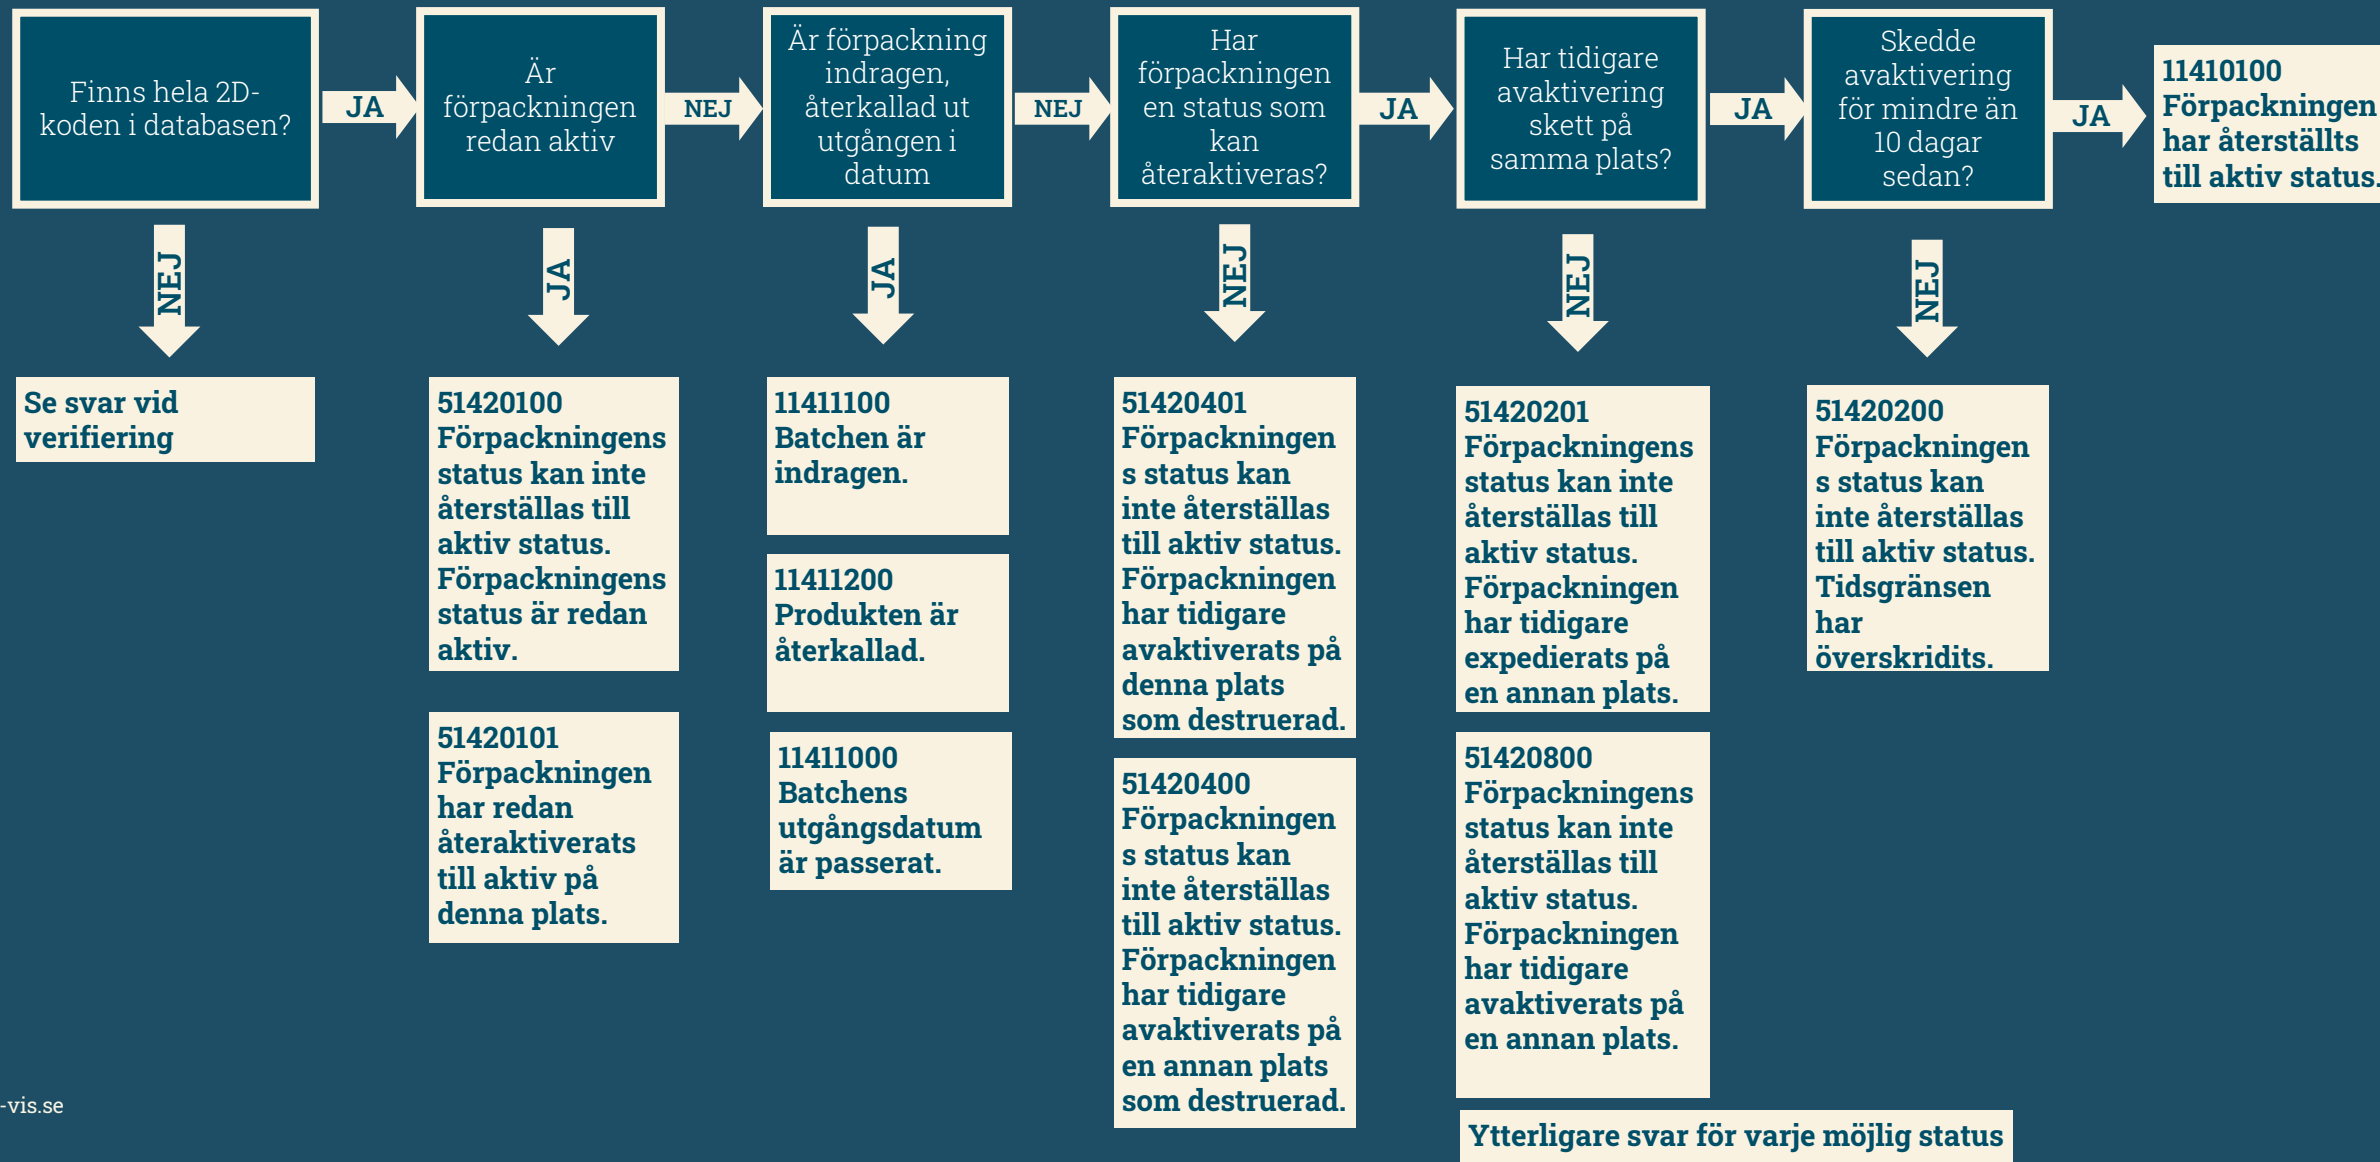 Finns hela 2D-
koden i databasen?
JA
Är
förpackningen
redan aktiv
NEJ
Är förpackning
indragen,
återkallad ut
utgången i
datum
NEJ
Har
förpackningen
en status som
kan
återaktiveras?
JA
Har tidigare
avaktivering
skett på
samma plats?
JA
Skedde
avaktivering
för mindre än
10 dagar
sedan?
JA
11410100
Förpackningen
har återställts
till aktiv status.
NEJ
JA
JA
NEJ
NEJ
NEJ
Se svar vid
verifiering
51420100
Förpackningens
status kan inte
återställas till
aktiv status.
Förpackningens
status är redan
aktiv.
51420101
Förpackningen
har redan
återaktiverats
till aktiv på
denna plats.
11411100
Batchen är
indragen.
11411200
Produkten är
återkallad.
11411000
Batchens
utgångsdatum
är passerat.
51420401
Förpackningen
s status kan
inte återställas
till aktiv status.
Förpackningen
har tidigare
avaktiverats på
denna plats
som destruerad.
51420400
Förpackningen
s status kan
inte återställas
till aktiv status.
Förpackningen
har tidigare
avaktiverats på
en annan plats
som destruerad.
51420201
Förpackningens
status kan inte
återställas till
aktiv status.
Förpackningen
har tidigare
expedierats på
en annan plats.
51420800
Förpackningens
status kan inte
återställas till
aktiv status.
Förpackningen
har tidigare
avaktiverats på
en annan plats.
51420200
Förpackningen
s status kan
inte återställas
till aktiv status.
Tidsgränsen
har
överskridits.
Ytterligare svar för varje möjlig status
-vis.se